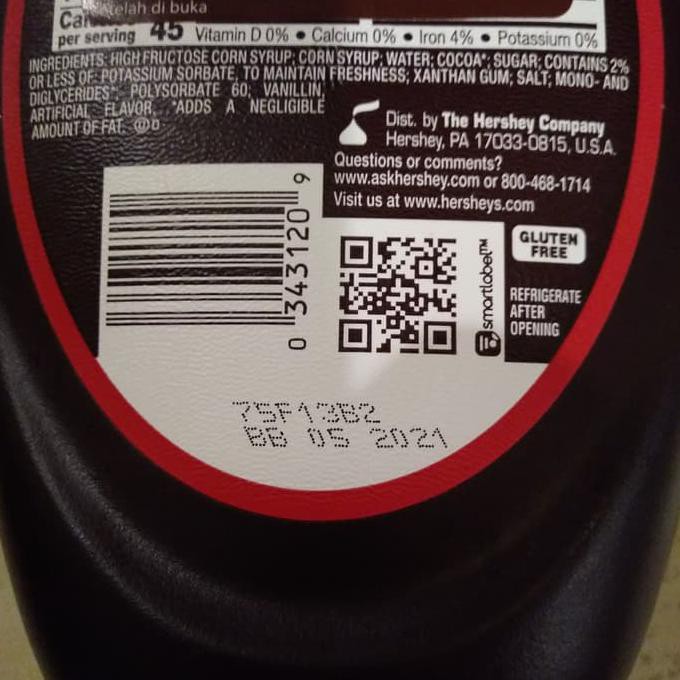 telah di buka
per serving 45 Vitamin D 0% • Calcium 0% • Iron 4% • Potassium 0%
INGREDIENTS: HIGH FRUCTOSE CORN SYRUP; CORN SYRUP; WATER; COCOA*; SUGAR; CONTAINS 2%
OR LESS OF: POTASSIUM SORBATE, TO MAINTAIN FRESHNESS; XANTHAN GUM; SALT; MONO- AND
DIGLYCERIDES*; POLYSORBATE 60; VANILLIN,
ARTIFICIAL FLAVOR. *ADDS A NEGLIGIBLE
AMOUNT OF FAT. ⓊD
Dist. by The Hershey Company
Hershey, PA 17033-0815, U.S.A.
Questions or comments?
www.askhershey.com or 800-468-1714
Visit us at www.hersheys.com
0 343120 9
smartlabel™
GLUTEN
FREE
REFRIGERATE
AFTER
OPENING
75F13B2
BB 05 2021